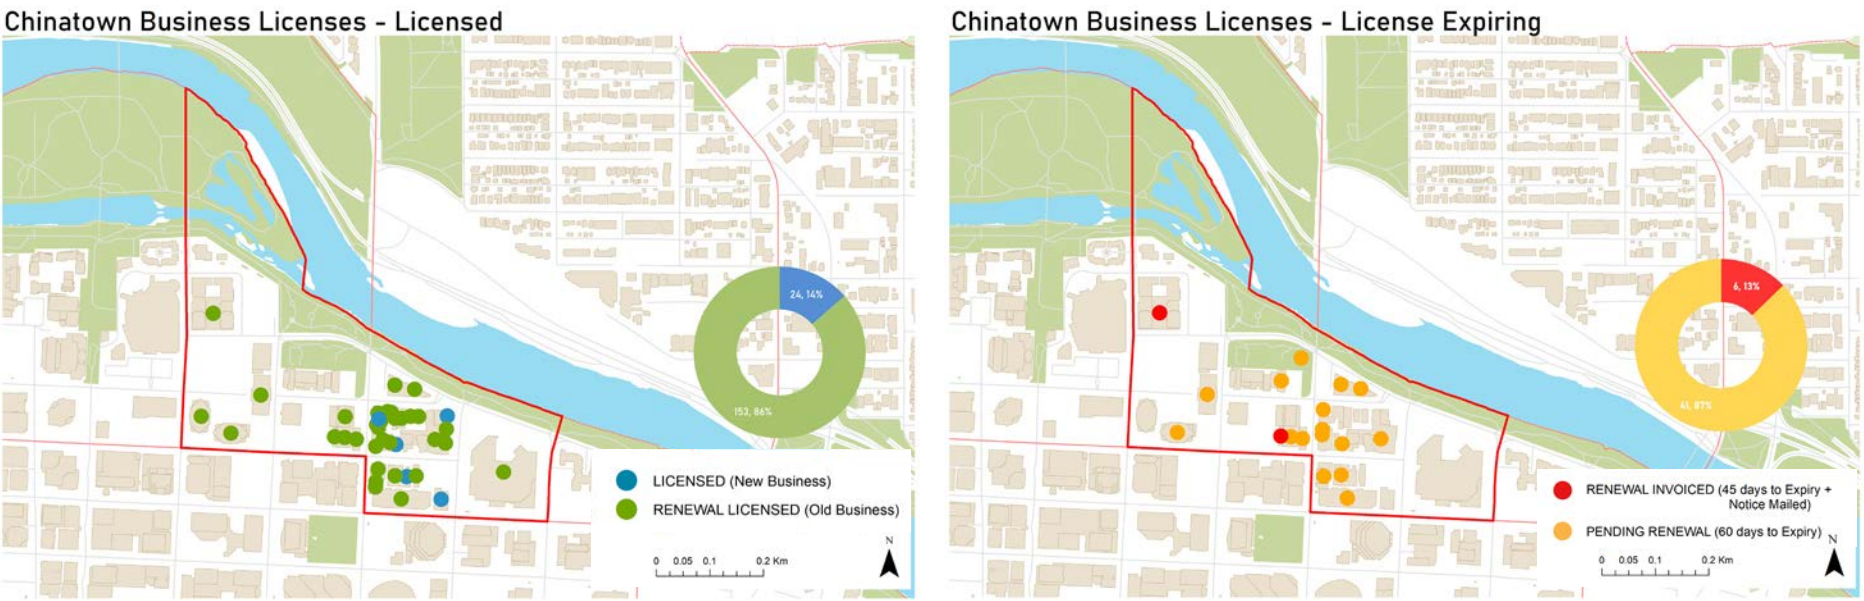 Chinatown Business Licenses - Licensed
24, 14%
153, 86%
LICENSED (New Business)
RENEWAL LICENSED (Old Business)
0 0.05 0.1 0.2 Km
N
Chinatown Business Licenses - License Expiring
6, 13%
41, 87%
RENEWAL INVOICED (45 days to Expiry +
Notice Mailed)
PENDING RENEWAL (60 days to Expiry)
0 0.05 0.1 0.2 Km
N